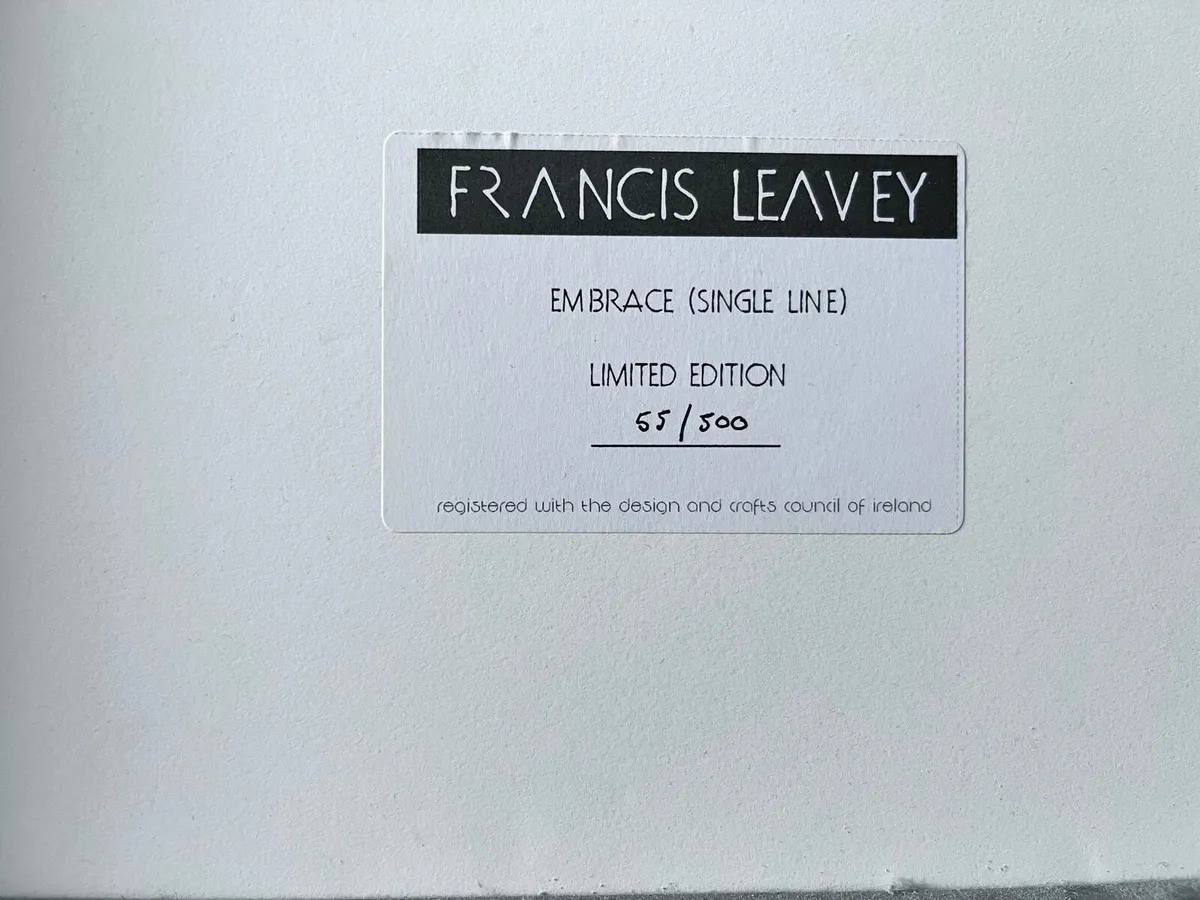 FRANCIS LEAVEY
EMBRACE (SINGLE LINE)
LIMITED EDITION
55/500
registered with the design and crafts council of ireland